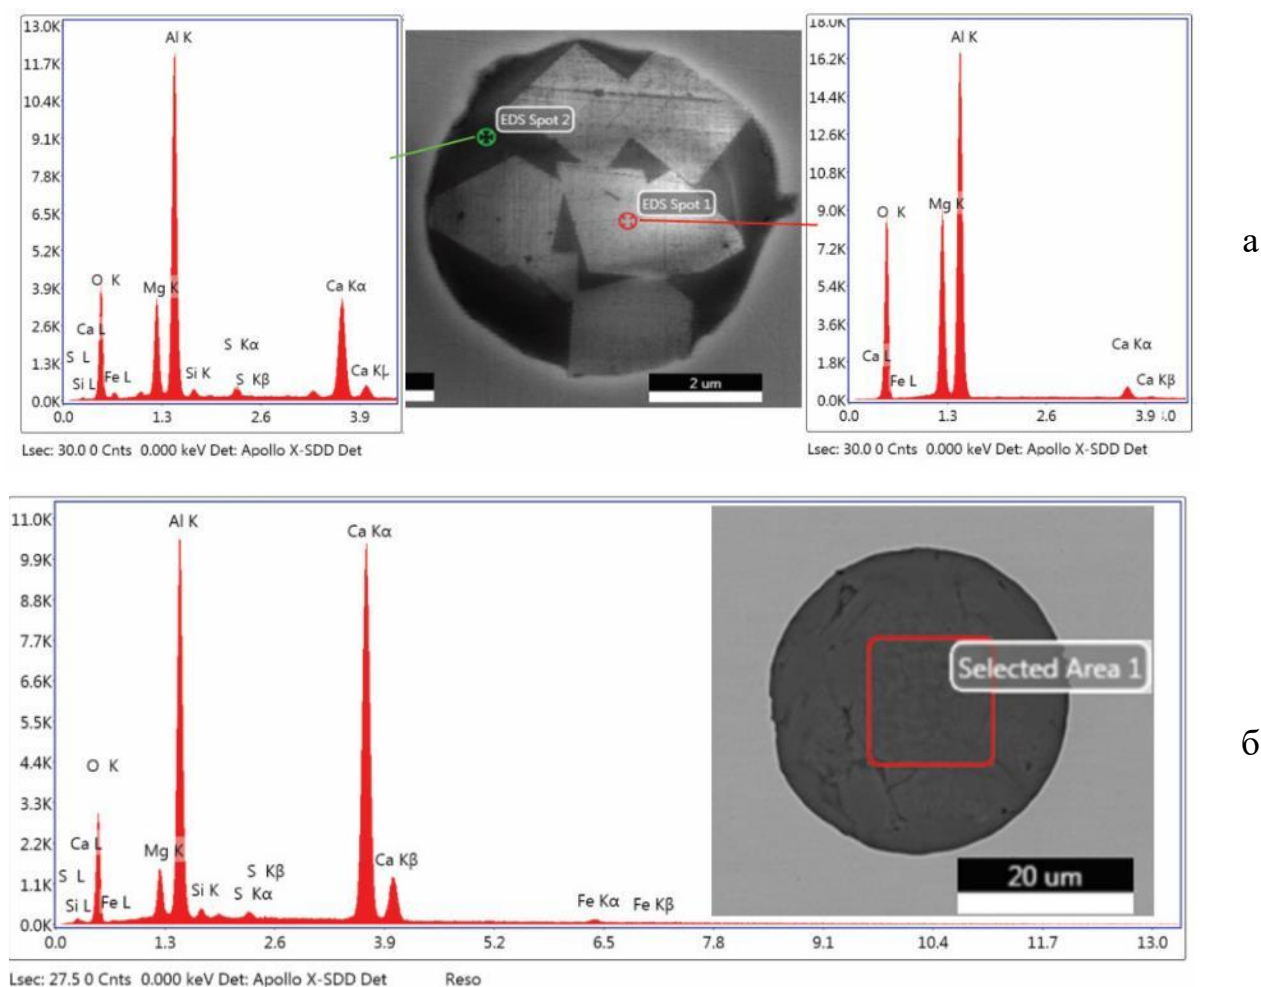 13.0K
11.7K
10.4K
9.1K
7.8K
6.5K
5.2K
3.9K
2.6K
1.3K
0.0K
Al K
O K
Mg K
Ca L
S L
Si L
Fe L
Si K
S Kα
S Kβ
Ca Kα
0.0 1.3 2.6 3.9
Lsec: 30.0 0 Cnts 0.000 keV Det: Apollo X-SDD Det
EDS Spot 2
EDS Spot 1
2 um
18.0K
16.2K
14.4K
12.6K
10.8K
9.0K
7.2K
5.4K
3.6K
1.8K
0.0K
Al K
O K
Mg K
Ca L
Fe L
Ca Kα
Ca Kβ
0.0 1.3 2.6 3.9
Lsec: 30.0 0 Cnts 0.000 keV Det: Apollo X-SDD Det
а
11.0K
9.9K
8.8K
7.7K
6.6K
5.5K
4.4K
3.3K
2.2K
1.1K
0.0K
Al K
Ca Kα
O K
Ca L
Mg K
S L
Si L
Fe L
Si K
S Kβ
S Kα
Ca Kβ
Fe Kα
Fe Kβ
0.0 1.3 2.6 3.9 5.2 6.5 7.8 9.1 10.4 11.7 13.0
Lsec: 27.5 0 Cnts 0.000 keV Det: Apollo X-SDD Det Reso
Selected Area 1
20 um
б